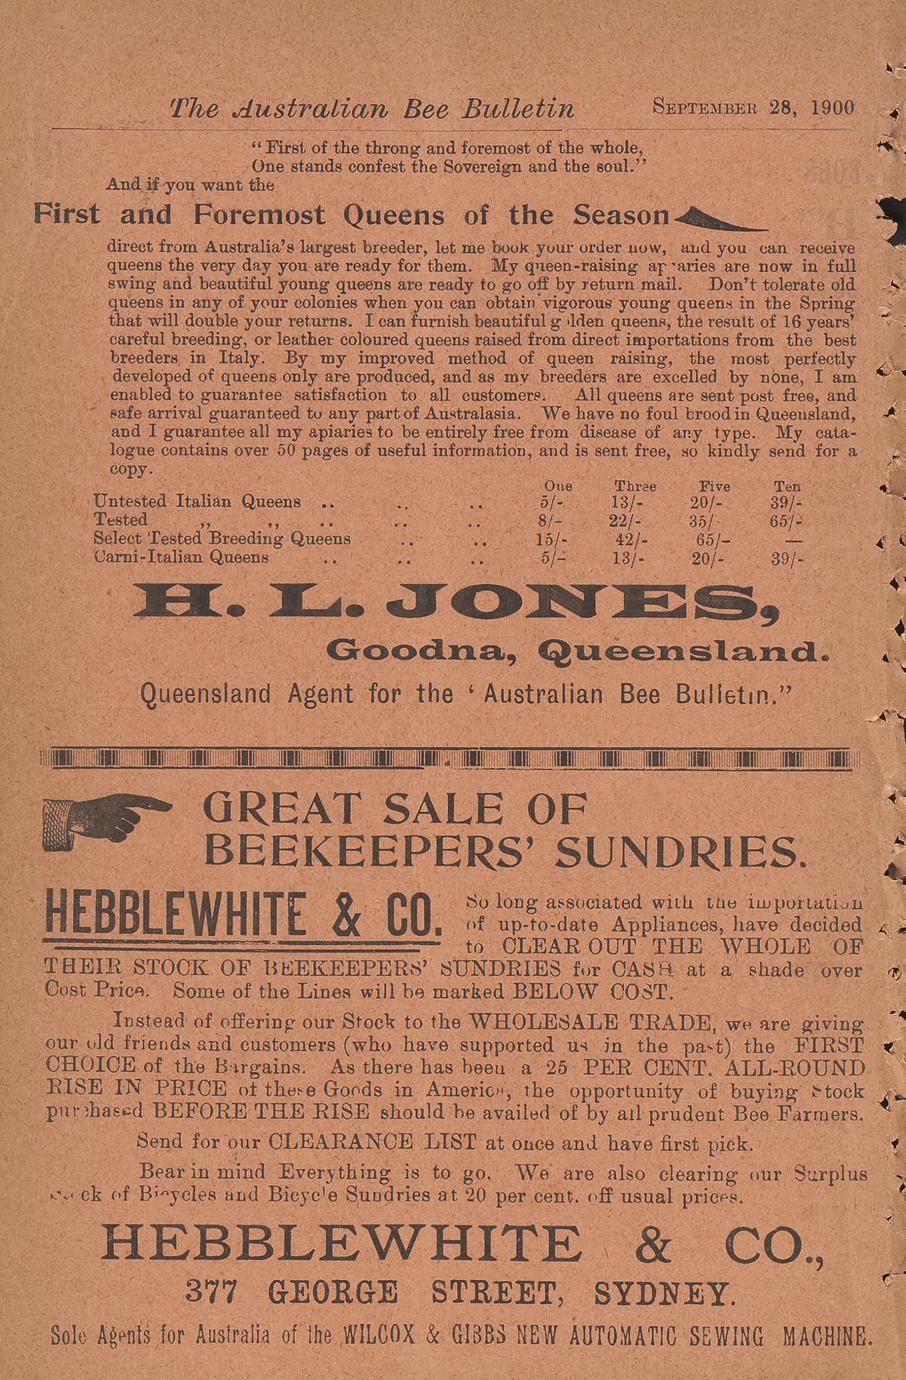 The Australian Bee Bulletin SEPTEMBER 28, 1900
“First of the throng and foremost of the whole,
One stands confest the Sovereign and the soul.”
And if you want the
First and Foremost Queens of the Season
direct from Australia's largest breeder, let me book your order now, and you can receive
queens the very day you are ready for them. My queen-raising apiaries are now in full
swing and beautiful young queens are ready to go off by return mail. Don't tolerate old
queens in any of your colonies when you can obtain vigorous young queens in the Spring
that will double your returns. I can furnish beautiful golden queens, the result of 16 years'
careful breeding, or leather coloured queens raised from direct importations from the best
breeders in Italy. By my improved method of queen raising, the most perfectly
developed of queens only are produced, and as my breeders are excelled by none, I am
enabled to guarantee satisfaction to all customers. All queens are sent post free, and
safe arrival guaranteed to any part of Australasia. We have no foul brood in Queensland,
and I guarantee all my apiaries to be entirely free from disease of any type. My cata-
logue contains over 50 pages of useful information, and is sent free, so kindly send for a
copy.
One Three Five Ten
Untested Italian Queens .. .. .. 5/- 13/- 20/- 39/-
Tested ,, ,, .. .. .. 8/- 22/- 35/- 65/-
Select Tested Breeding Queens .. .. 15/- 42/- 65/- —
Carni-Italian Queens .. .. .. 5/- 13/- 20/- 39/-
H. L. JONES,
Goodna, Queensland.
Queensland Agent for the ‘Australian Bee Bulletin.”
GREAT SALE OF
BEEKEEPERS' SUNDRIES.
HEBBLEWHITE & CO. So long associated with the importation
of up-to-date Appliances, have decided
to CLEAR OUT THE WHOLE OF
THEIR STOCK OF BEEKEEPERS' SUNDRIES for CASH at a shade over
Cost Price. Some of the Lines will be marked BELOW COST.
Instead of offering our Stock to the WHOLESALE TRADE, we are giving
our old friends and customers (who have supported us in the past) the FIRST
CHOICE of the Bargains. As there has been a 25 PER CENT. ALL-ROUND
RISE IN PRICE of these Goods in America, the opportunity of buying Stock
purchased BEFORE THE RISE should be availed of by all prudent Bee Farmers.
Send for our CLEARANCE LIST at once and have first pick.
Bear in mind Everything is to go. We are also clearing our Surplus
Stock of Bicycles and Bicycle Sundries at 20 per cent. off usual prices.
HEBBLEWHITE & CO.,
377 GEORGE STREET, SYDNEY.
Sole Agents for Australia of the WILCOX & GIBBS NEW AUTOMATIC SEWING MACHINE.